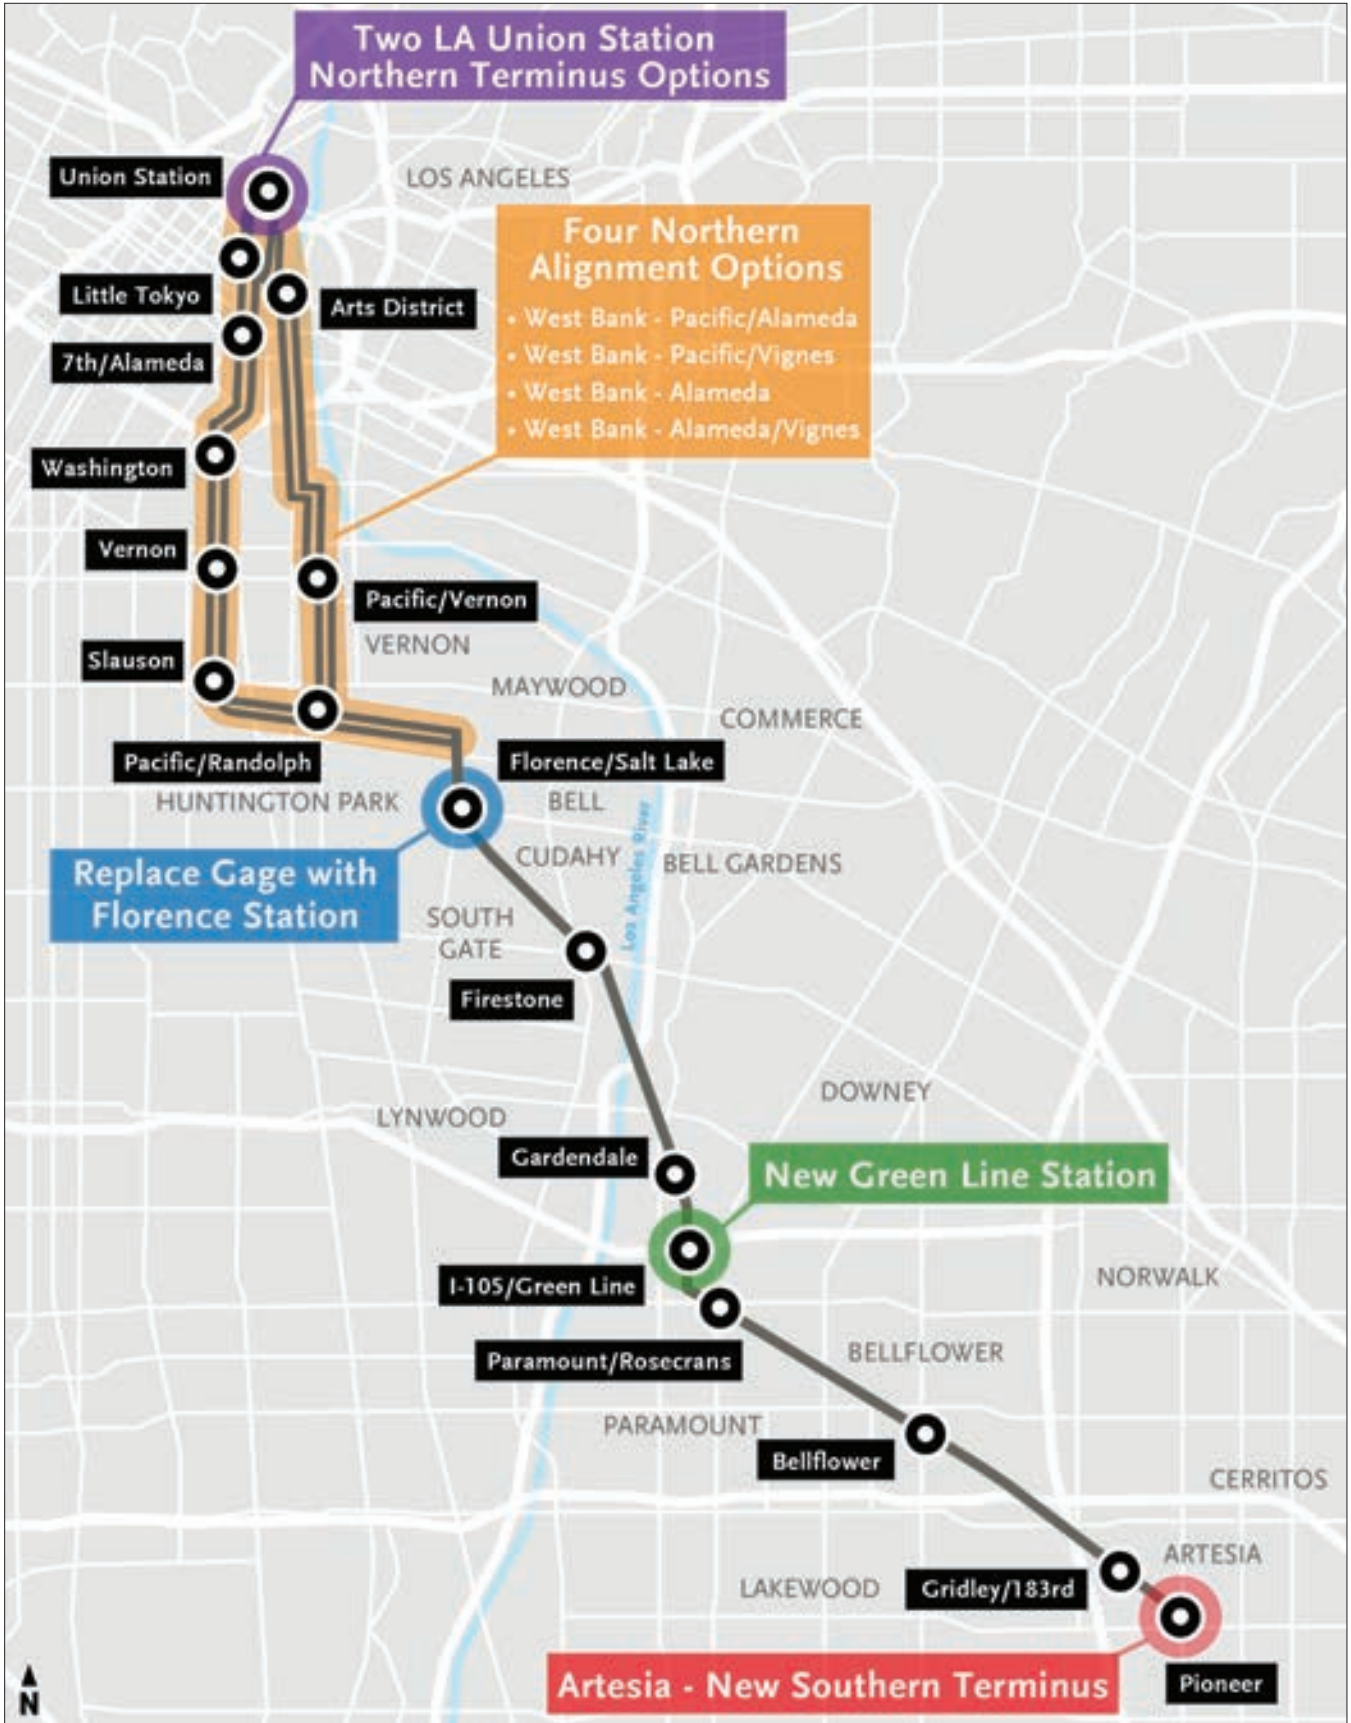 Two LA Union Station
Northern Terminus Options
Union Station
LOS ANGELES
Four Northern
Alignment Options
• West Bank - Pacific/Alameda
• West Bank - Pacific/Vignes
• West Bank - Alameda
• West Bank - Alameda/Vignes
Little Tokyo
Arts District
7th/Alameda
Washington
Vernon
Pacific/Vernon
VERNON
Slauson
MAYWOOD
COMMERCE
Pacific/Randolph
Florence/Salt Lake
HUNTINGTON PARK
BELL
Los Angeles River
CUDAHY
BELL GARDENS
Replace Gage with
Florence Station
SOUTH
GATE
Firestone
DOWNEY
LYNWOOD
Gardendale
New Green Line Station
I-105/Green Line
NORWALK
Paramount/Rosecrans
BELLFLOWER
PARAMOUNT
Bellflower
CERRITOS
ARTESIA
LAKEWOOD
Gridley/183rd
Artesia - New Southern Terminus
Pioneer
N